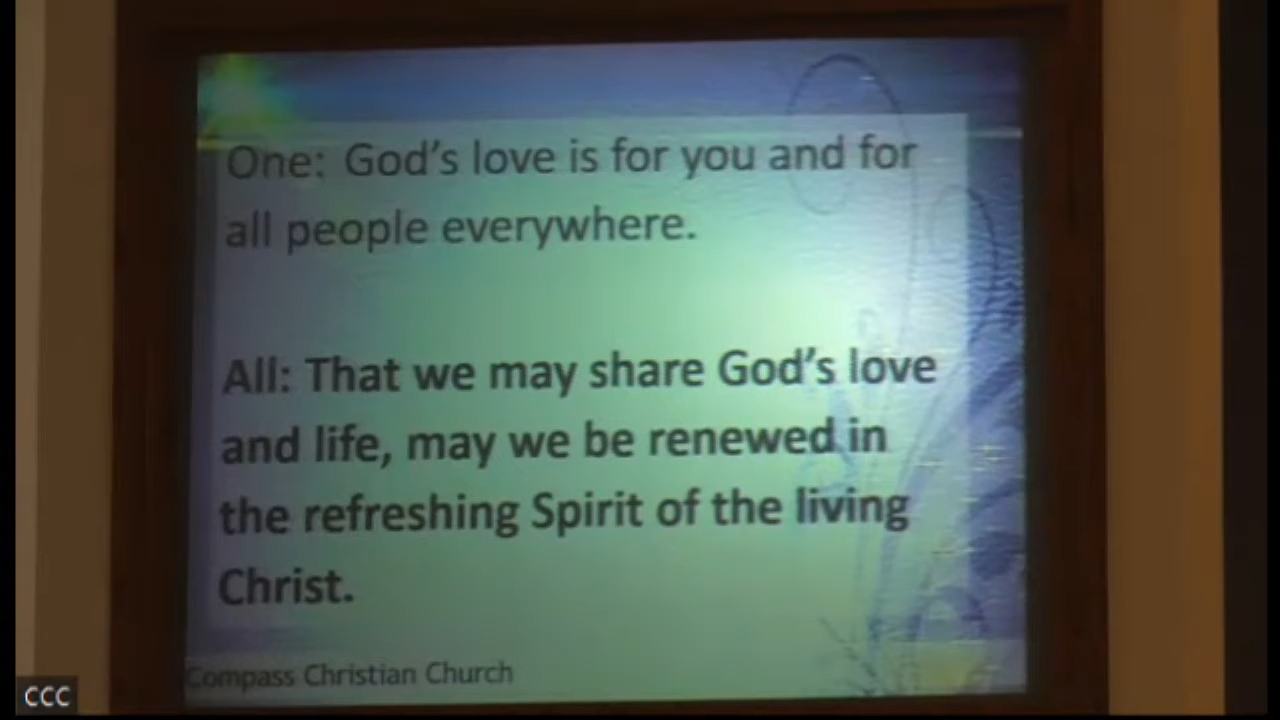 One: God's love is for you and for
all people everywhere.
All: That we may share God's love
and life, may we be renewed in
the refreshing Spirit of the living
Christ.
Compass Christian Church
CCC